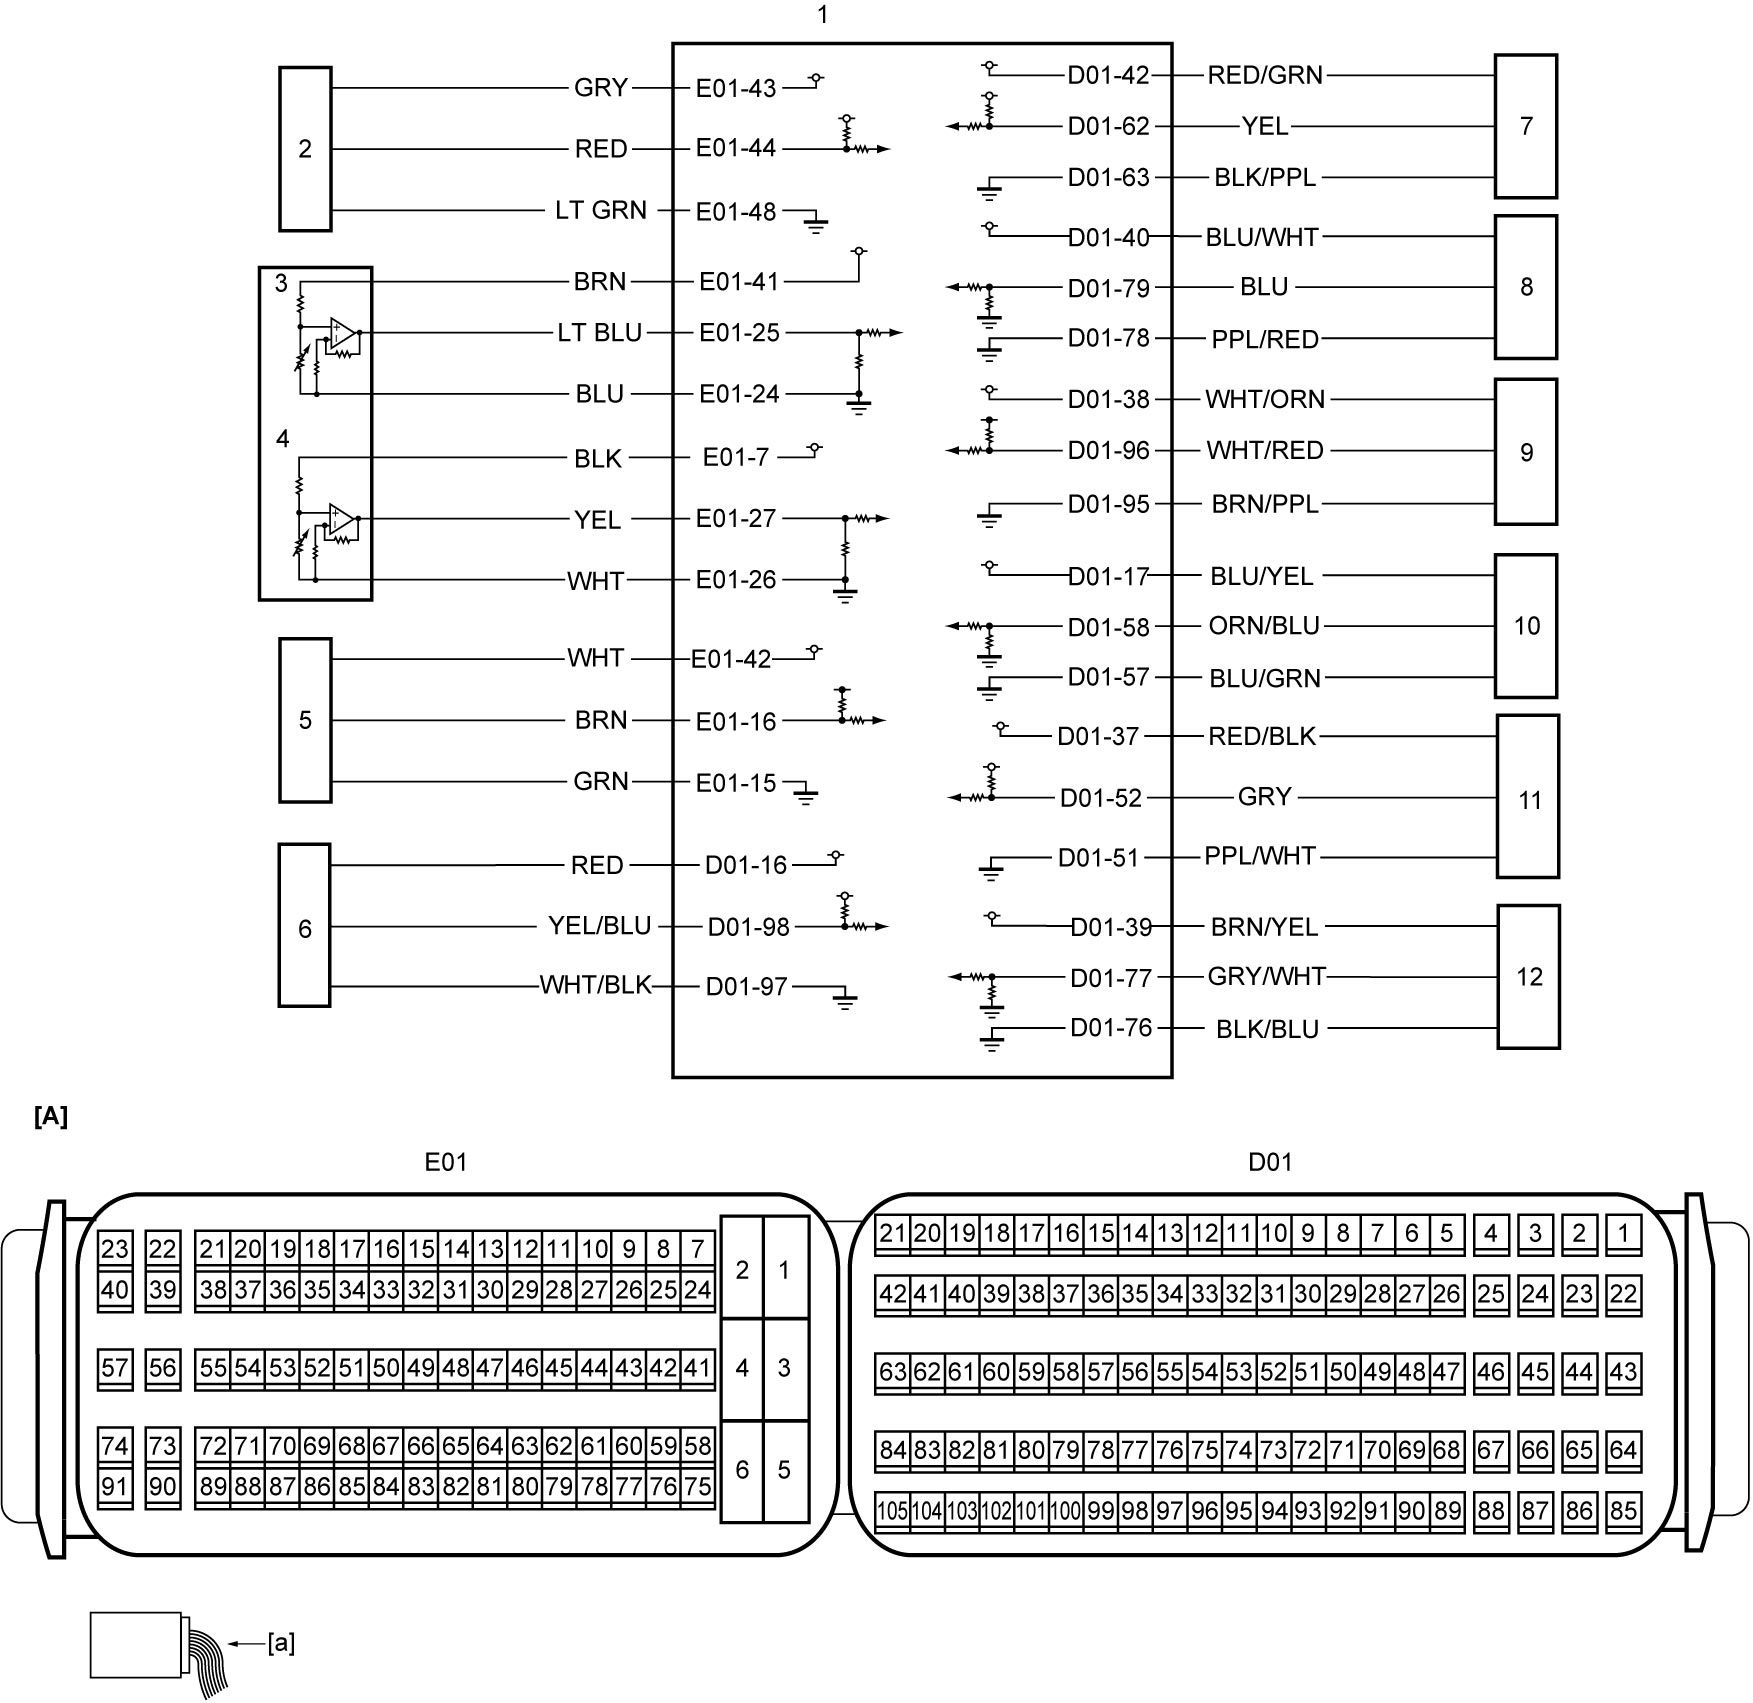 1
2
GRY E01-43
RED E01-44
LT GRN E01-48
3
BRN E01-41
LT BLU E01-25
BLU E01-24
4
BLK E01-7
YEL E01-27
WHT E01-26
5
WHT E01-42
BRN E01-16
GRN E01-15
6
RED D01-16
YEL/BLU D01-98
WHT/BLK D01-97
D01-42 RED/GRN
D01-62 YEL 7
D01-63 BLK/PPL
D01-40 BLU/WHT
D01-79 BLU 8
D01-78 PPL/RED
D01-38 WHT/ORN
D01-96 WHT/RED 9
D01-95 BRN/PPL
D01-17 BLU/YEL
D01-58 ORN/BLU 10
D01-57 BLU/GRN
D01-37 RED/BLK
D01-52 GRY 11
D01-51 PPL/WHT
D01-39 BRN/YEL
D01-77 GRY/WHT 12
D01-76 BLK/BLU
[A]
E01
23 22 21 20 19 18 17 16 15 14 13 12 11 10 9 8 7
40 39 38 37 36 35 34 33 32 31 30 29 28 27 26 25 24
2 1
57 56 55 54 53 52 51 50 49 48 47 46 45 44 43 42 41
4 3
74 73 72 71 70 69 68 67 66 65 64 63 62 61 60 59 58
91 90 89 88 87 86 85 84 83 82 81 80 79 78 77 76 75
6 5
D01
21 20 19 18 17 16 15 14 13 12 11 10 9 8 7 6 5 4 3 2 1
42 41 40 39 38 37 36 35 34 33 32 31 30 29 28 27 26 25 24 23 22
63 62 61 60 59 58 57 56 55 54 53 52 51 50 49 48 47 46 45 44 43
84 83 82 81 80 79 78 77 76 75 74 73 72 71 70 69 68 67 66 65 64
105 104 103 102 101 100 99 98 97 96 95 94 93 92 91 90 89 88 87 86 85
[a]